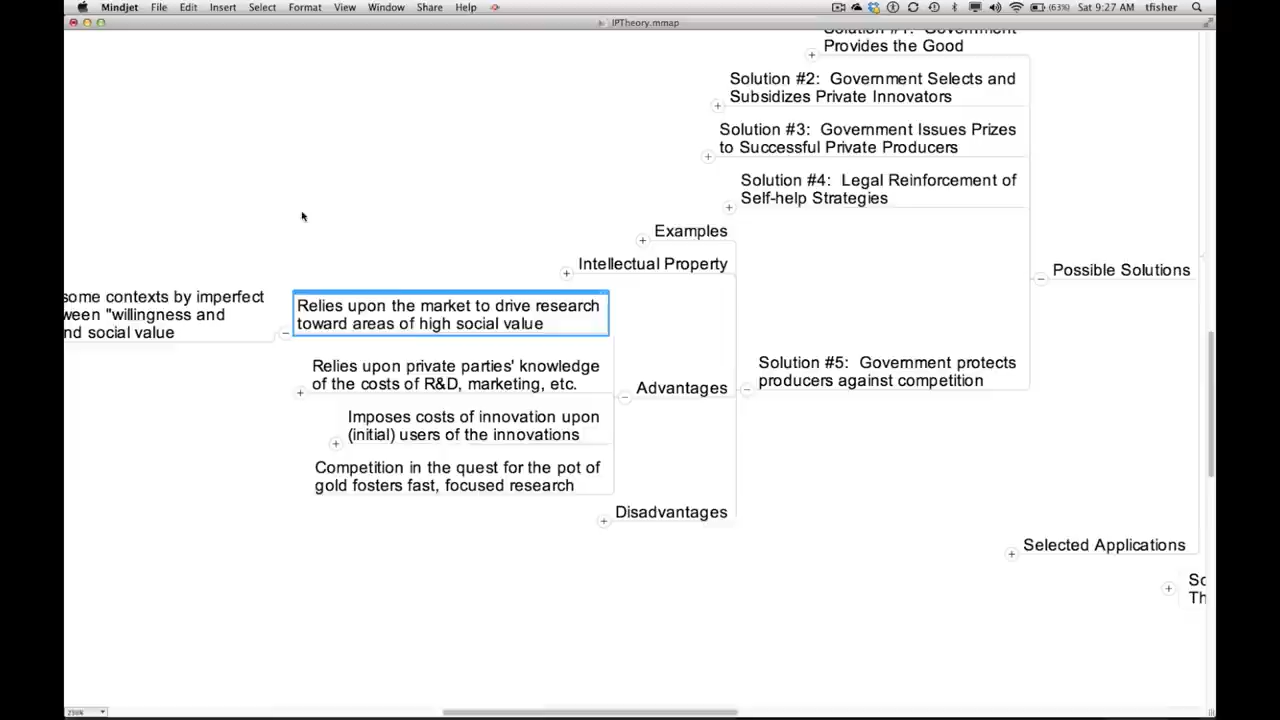 Mindjet File Edit Insert Select Format View Window Share Help (63%) Sat 9:27 AM tfisher
IPTheory.mmap
Solution #1: Government
Provides the Good
Solution #2: Government Selects and
Subsidizes Private Innovators
Solution #3: Government Issues Prizes
to Successful Private Producers
Solution #4: Legal Reinforcement of
Self-help Strategies
Examples
Intellectual Property
Possible Solutions
some contexts by imperfect
ween "willingness and
nd social value
Relies upon the market to drive research
toward areas of high social value
Relies upon private parties' knowledge
of the costs of R&D, marketing, etc.
Advantages
Solution #5: Government protects
producers against competition
Imposes costs of innovation upon
(initial) users of the innovations
Competition in the quest for the pot of
gold fosters fast, focused research
Disadvantages
Selected Applications
So
Th